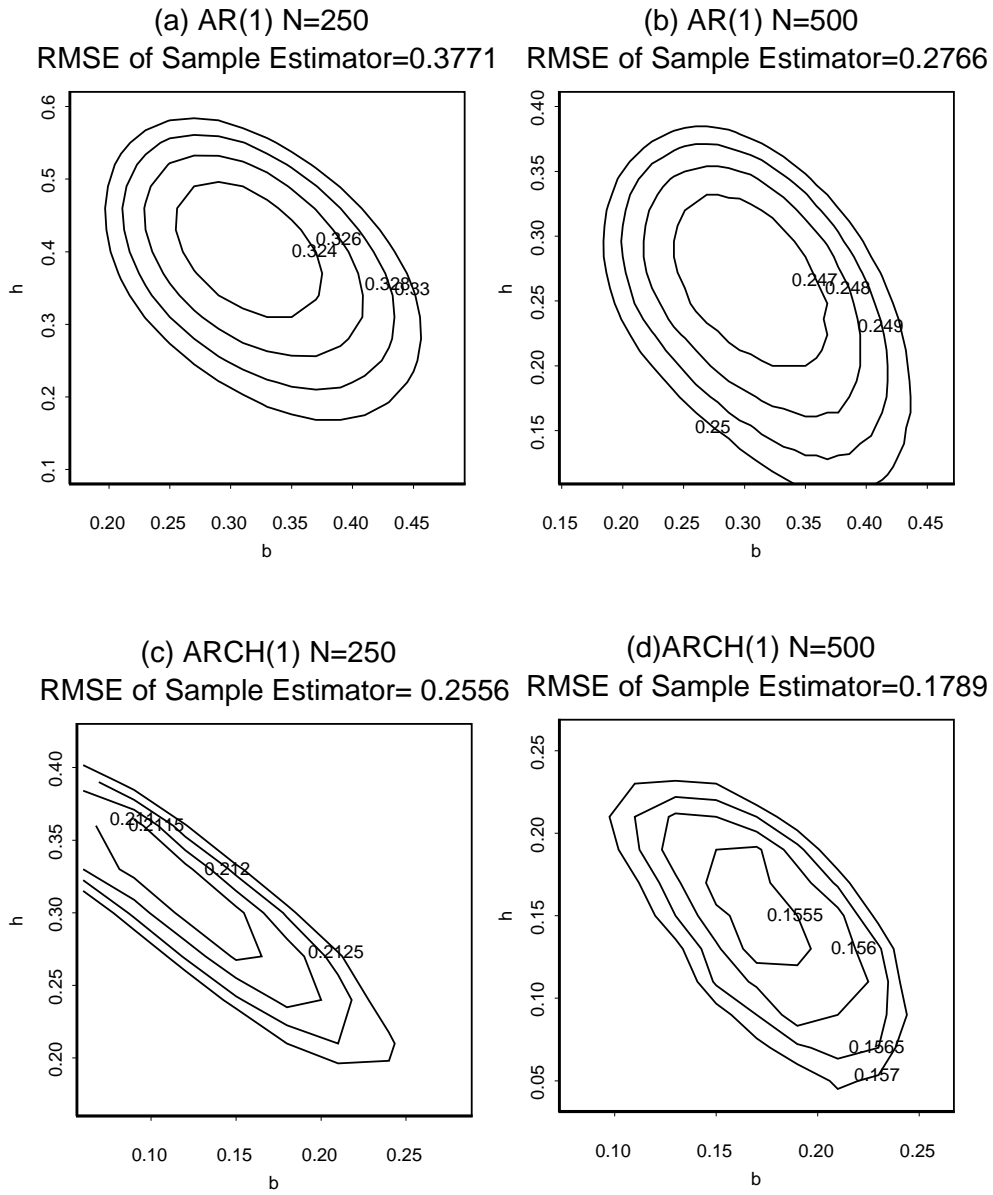 (a) AR(1) N=250
RMSE of Sample Estimator=0.3771
h
0.1 0.2 0.3 0.4 0.5 0.6
0.324
0.326
0.328
0.33
0.20 0.25 0.30 0.35 0.40 0.45
b
(b) AR(1) N=500
RMSE of Sample Estimator=0.2766
h
0.15 0.20 0.25 0.30 0.35 0.40
0.247
0.248
0.249
0.25
0.15 0.20 0.25 0.30 0.35 0.40 0.45
b
(c) ARCH(1) N=250
RMSE of Sample Estimator= 0.2556
h
0.20 0.25 0.30 0.35 0.40
0.211
0.2115
0.212
0.2125
0.10 0.15 0.20 0.25
b
(d)ARCH(1) N=500
RMSE of Sample Estimator=0.1789
h
0.05 0.10 0.15 0.20 0.25
0.1555
0.156
0.1565
0.157
0.10 0.15 0.20 0.25
b